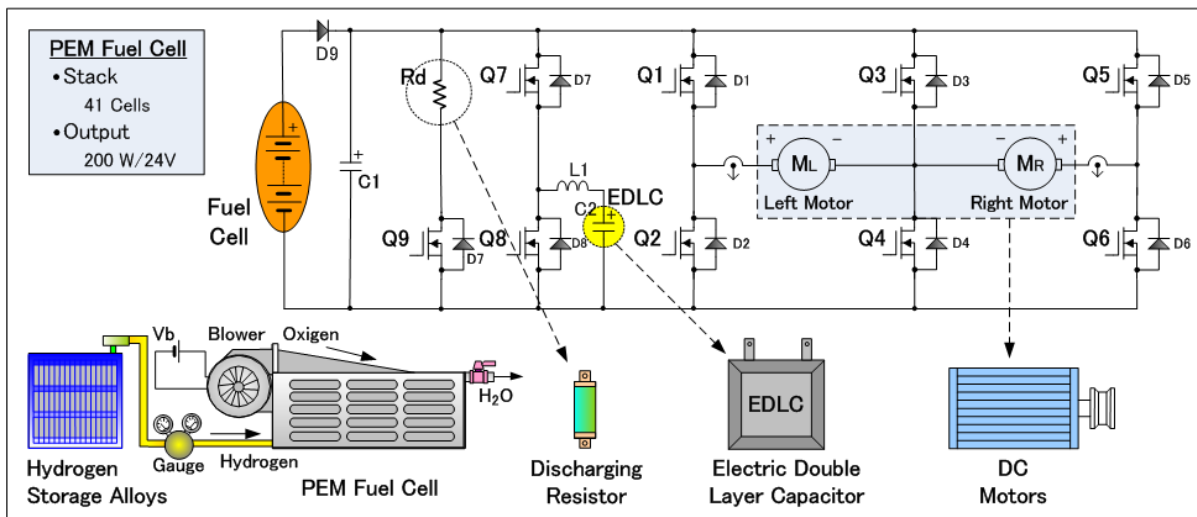 PEM Fuel Cell
•Stack
41 Cells
•Output
200 W/24V
Fuel
Cell
+
D9
+
C1
Rd
Q9
D7
Q7
D7
Q8
D8
L1
C2
+
EDLC
Q1
D1
Q2
D2
Q3
D3
Q4
D4
Q5
D5
Q6
D6
+ −
ML
Left Motor
− +
MR
Right Motor
Vb
Blower
Oxigen
H2O
Gauge
Hydrogen
Hydrogen
Storage Alloys
PEM Fuel Cell
Discharging
Resistor
EDLC
Electric Double
Layer Capacitor
DC
Motors